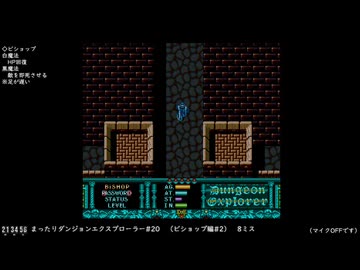 ◇ビショップ
白魔法
HP回復
黒魔法
敵を即死させる
※足が遅い
BISHOP
PASSWORD
STATUS
LEVEL
AG
AT
ST
IN
Dungeon
Explorer
213456 まったりダンジョンエクスプローラー#20 (ビショップ編#2) 8ミス
(マイクOFFです)